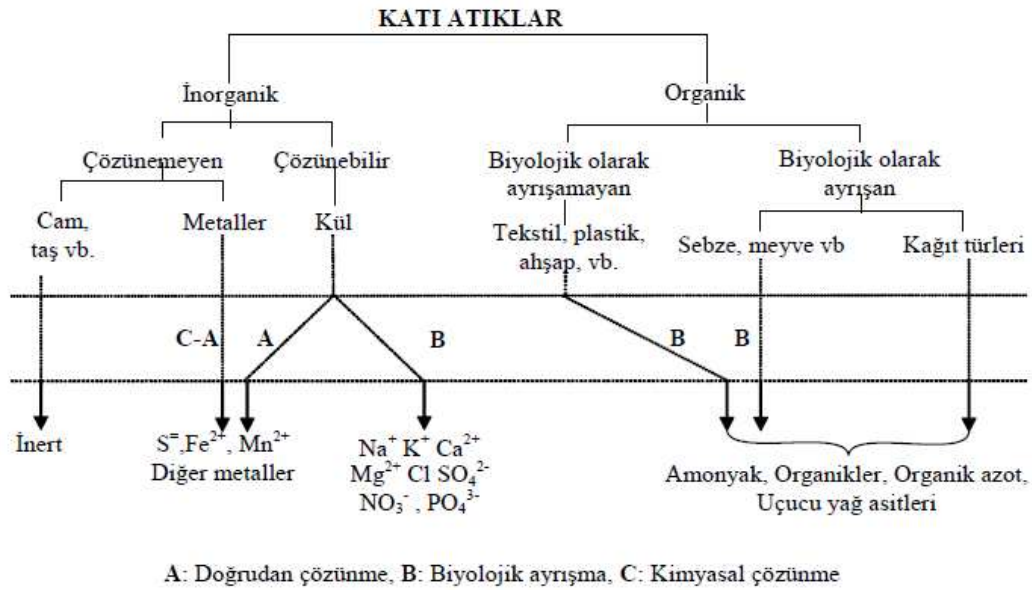 KATI ATIKLAR
İnorganik
Organik
Çözünemeyen
Çözünebilir
Biyolojik olarak
ayrışamayan
Biyolojik olarak
ayrışan
Cam,
taş vb.
Metaller
Kül
Tekstil, plastik,
ahşap, vb.
Sebze, meyve vb
Kağıt türleri
C-A
A
B
B
B
İnert
S⁼,Fe²⁺, Mn²⁺
Diğer metaller
Na⁺ K⁺ Ca²⁺
Mg²⁺ Cl SO₄²⁻
NO₃⁻ , PO₄³⁻
Amonyak, Organikler, Organik azot,
Uçucu yağ asitleri
A: Doğrudan çözünme, B: Biyolojik ayrışma, C: Kimyasal çözünme